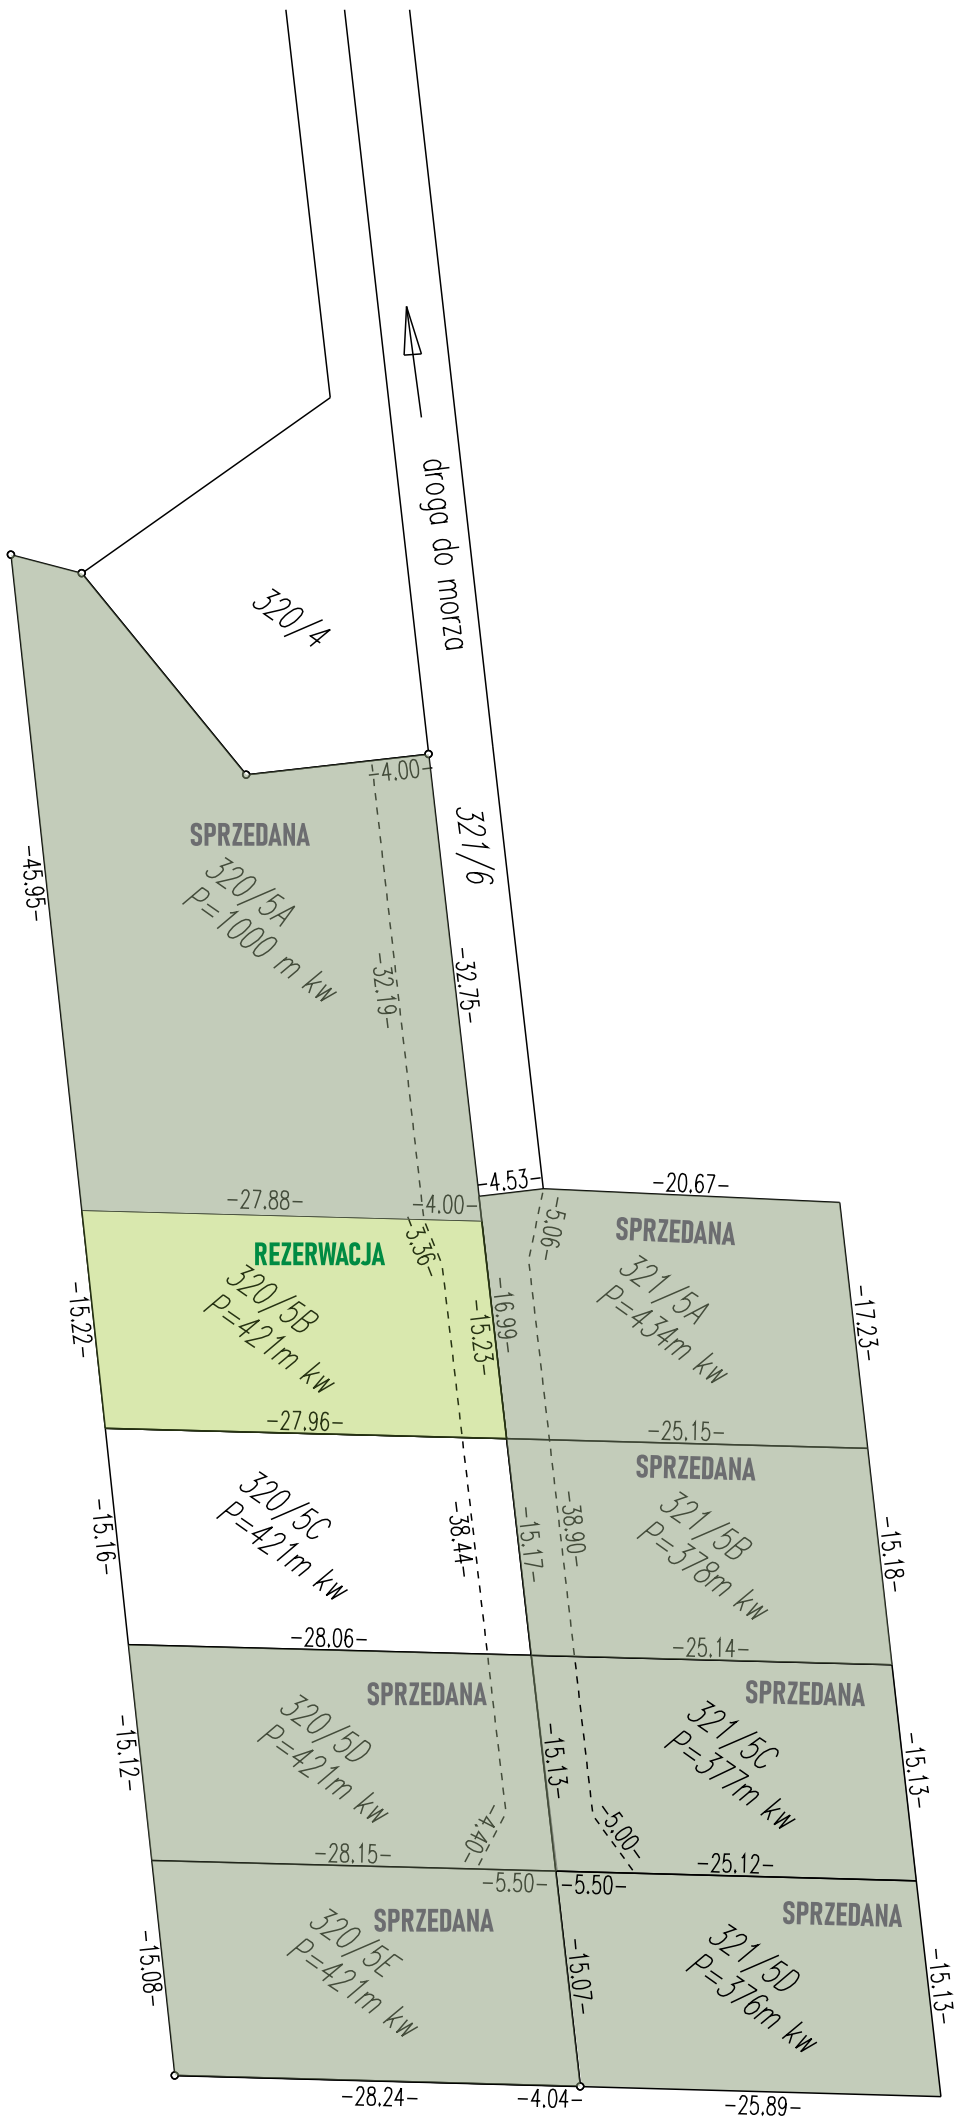 droga do morza
320/4
-4.00-
321/6
SPRZEDANA
320/5A
P=1000 m kw
-45.95-
-32.19-
-32.75-
-4.53-
-20.67-
-27.88-
-4.00-
-3.36-
-5.06-
SPRZEDANA
321/5A
P=434m kw
REZERWACJA
320/5B
P=421m kw
-15.22-
-16.99-
-15.23-
-17.23-
-27.96-
-25.15-
SPRZEDANA
321/5B
P=378m kw
320/5C
P=421m kw
-15.16-
-38.44-
-15.17-
-38.90-
-15.18-
-28.06-
-25.14-
SPRZEDANA
320/5D
P=421m kw
SPRZEDANA
321/5C
P=377m kw
-15.12-
-15.13-
-15.13-
-4.40-
-5.00-
-28.15-
-25.12-
-5.50-
-5.50-
SPRZEDANA
320/5E
P=421m kw
SPRZEDANA
321/5D
P=376m kw
-15.08-
-15.07-
-15.13-
-28.24-
-4.04-
-25.89-